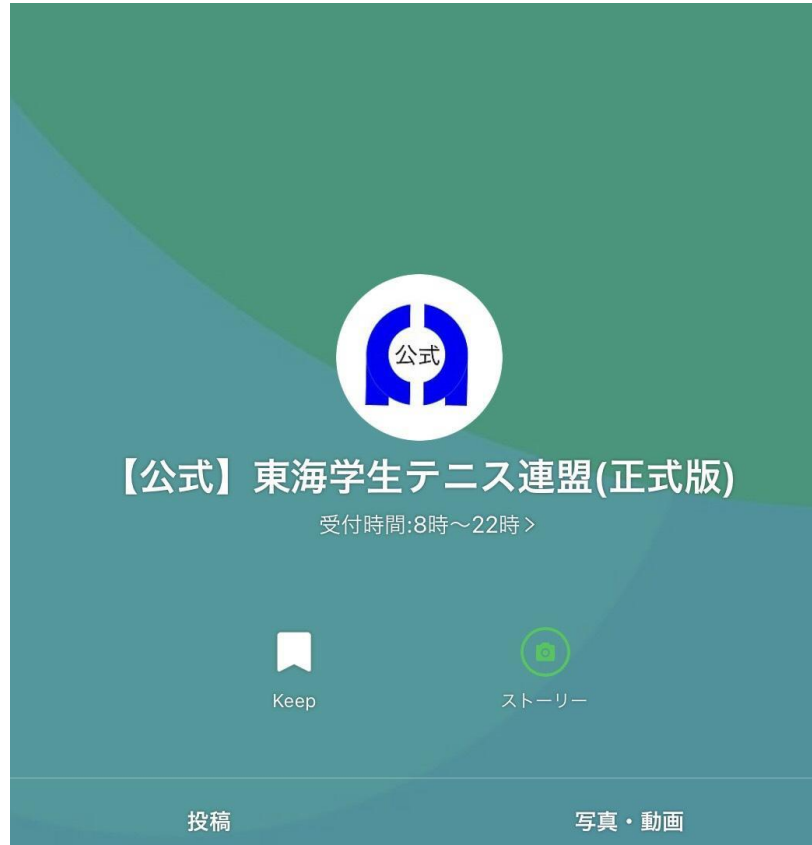 公式
【公式】東海学生テニス連盟(正式版)
受付時間:8時〜22時>
Keep
ストーリー
投稿
写真・動画